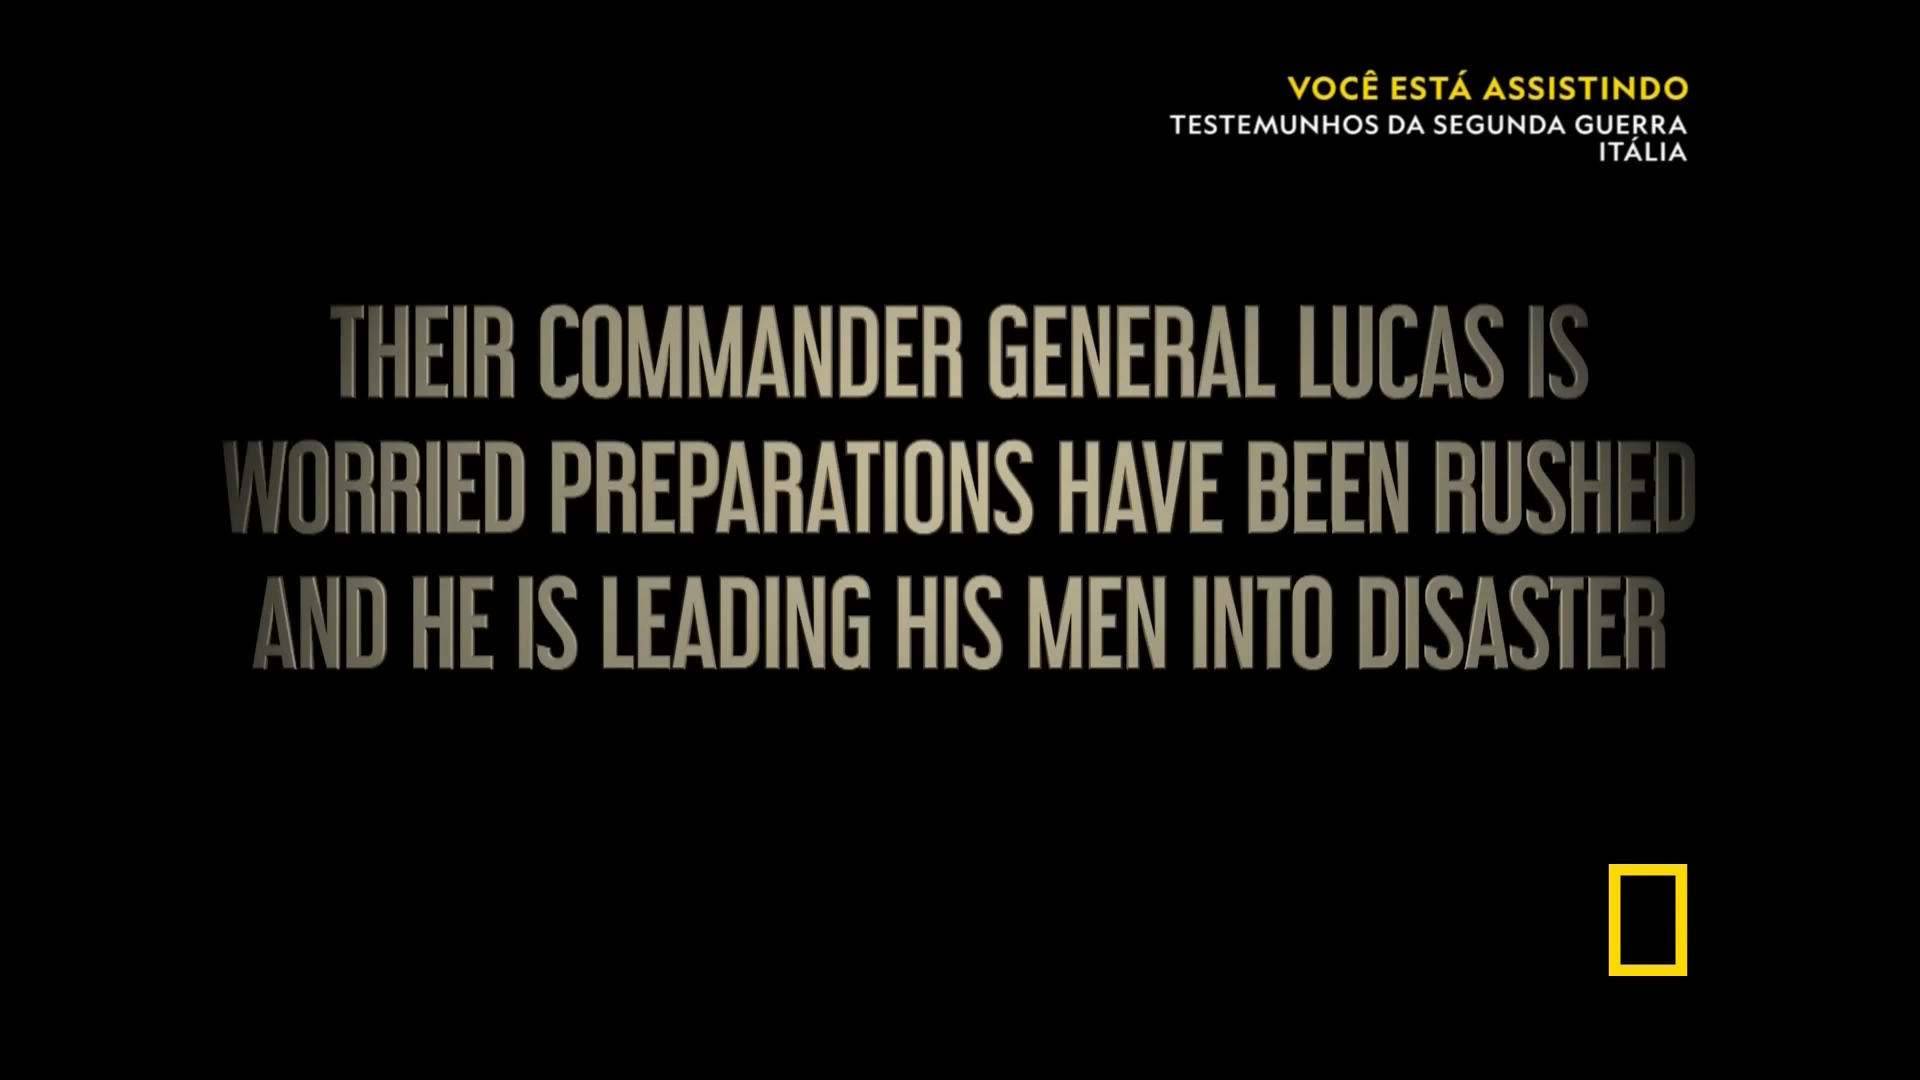 VOCÊ ESTÁ ASSISTINDO
TESTEMUNHOS DA SEGUNDA GUERRA
ITÁLIA
THEIR COMMANDER GENERAL LUCAS IS
WORRIED PREPARATIONS HAVE BEEN RUSHED
AND HE IS LEADING HIS MEN INTO DISASTER